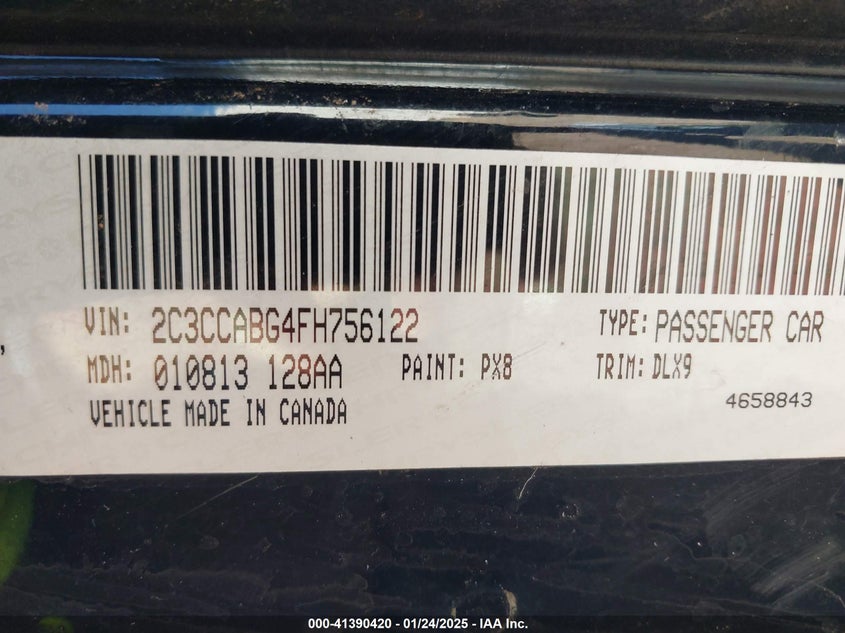 VIN: 2C3CCABG4FH756122 TYPE: PASSENGER CAR
MDH: 010813 128AA PAINT: PX8 TRIM: DLX9
VEHICLE MADE IN CANADA 4658843
000-41390420 - 01/24/2025 - IAA Inc.